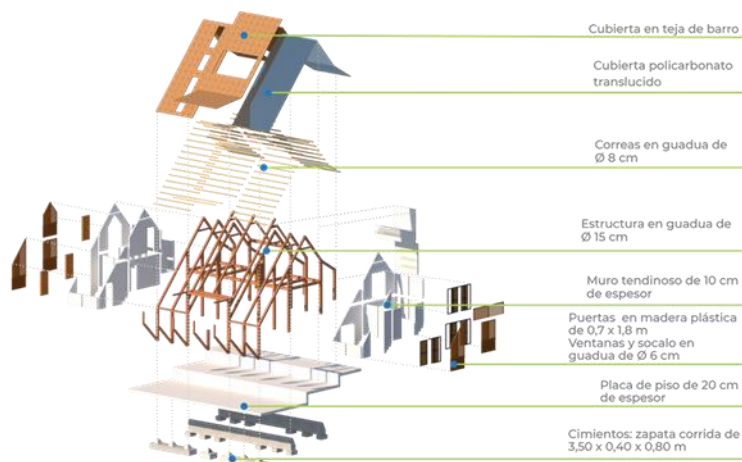 Cubierta en teja de barro
Cubierta policarbonato
translucido
Correas en guadua de
Ø 8 cm
Estructura en guadua de
Ø 15 cm
Muro tendinoso de 10 cm
de espesor
Puertas en madera plástica
de 0,7 x 1,8 m
Ventanas y socalo en
guadua de Ø 6 cm
Placa de piso de 20 cm
de espesor
Cimientos: zapata corrida de
3,50 x 0,40 x 0,80 m